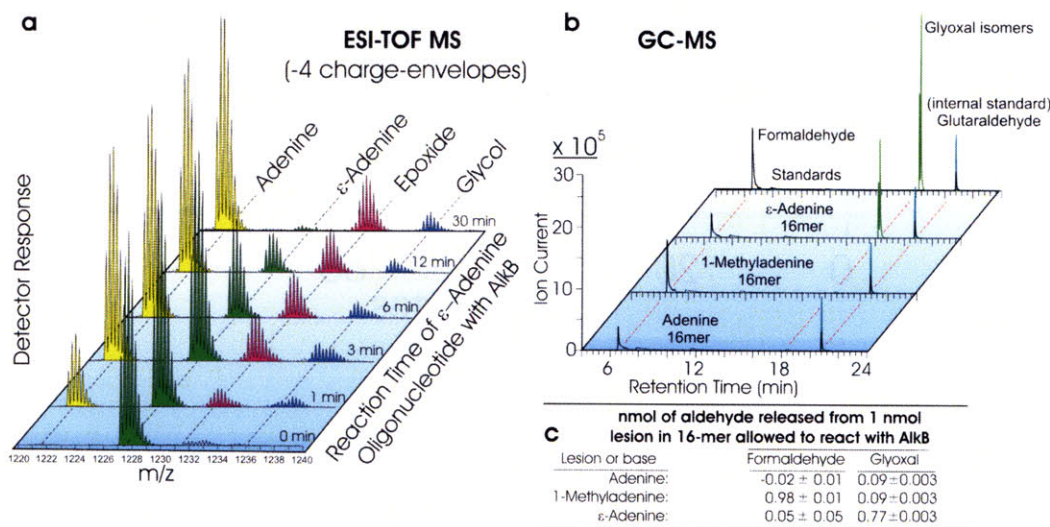 a
ESI-TOF MS
(-4 charge-envelopes)
Adenine
ε-Adenine
Epoxide
Glycol
30 min
12 min
6 min
3 min
1 min
0 min
Detector Response
1220 1222 1224 1226 1228 1230 1232 1234 1236 1238 1240
m/z
Reaction Time of ε-Adenine
Oligonucleotide with AlkB
b
GC-MS
Glyoxal isomers
(internal standard)
Glutaraldehyde
Formaldehyde
Standards
x 10⁵
30
20
10
0
Ion Current
ε-Adenine
16mer
1-Methyladenine
16mer
Adenine
16mer
6 12 18 24
Retention Time (min)
nmol of aldehyde released from 1 nmol
c lesion in 16-mer allowed to react with AlkB
Lesion or base Formaldehyde Glyoxal
Adenine: -0.02 ± 0.01 0.09 ±0.003
1-Methyladenine: 0.98 ± 0.01 0.09 ±0.003
ε-Adenine: 0.05 ± 0.05 0.77 ±0.003